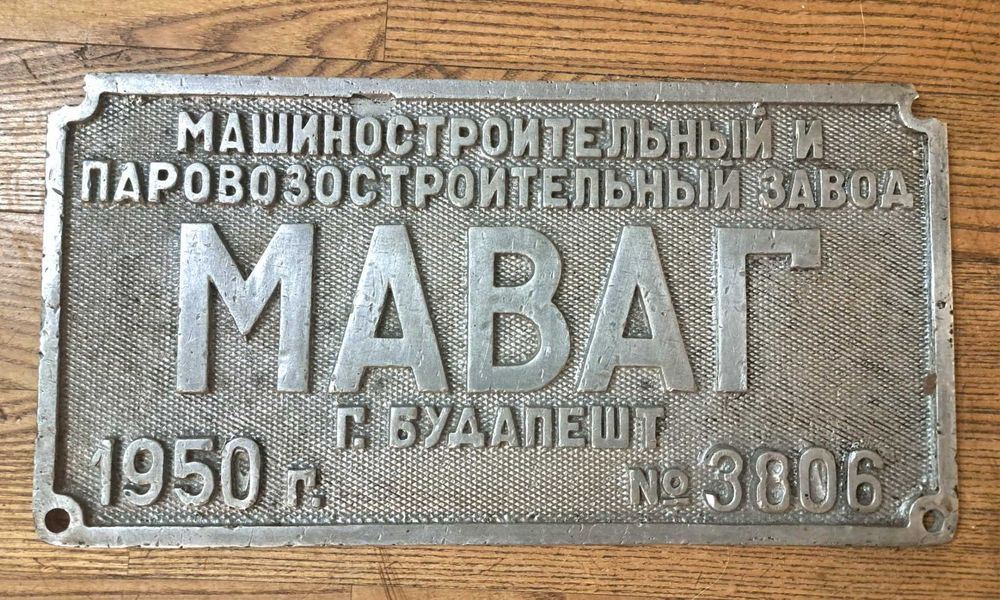 МАШИНОСТРОИТЕЛЬНЫЙ И
ПАРОВОЗОСТРОИТЕЛЬНЫЙ ЗАВОД
МАВАГ
Г. БУДАПЕШТ
1950 г. № 3806